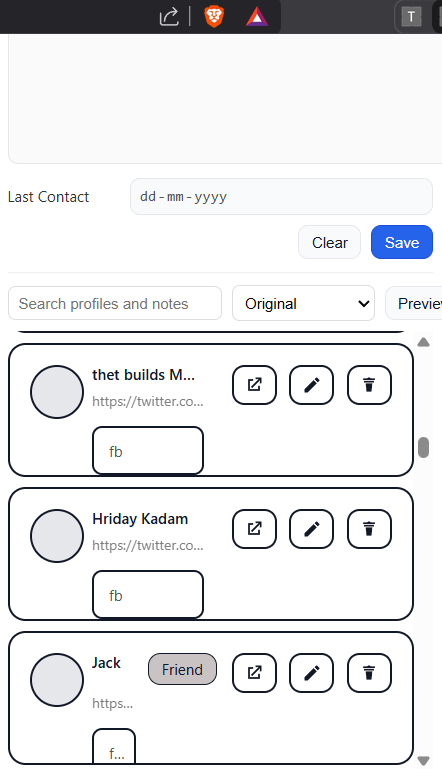 T
Last Contact dd-mm-yyyy
Clear Save
Search profiles and notes Original Previe
thet builds M...
https://twitter.co...
fb
Hriday Kadam
https://twitter.co...
fb
Jack Friend
https...
f...